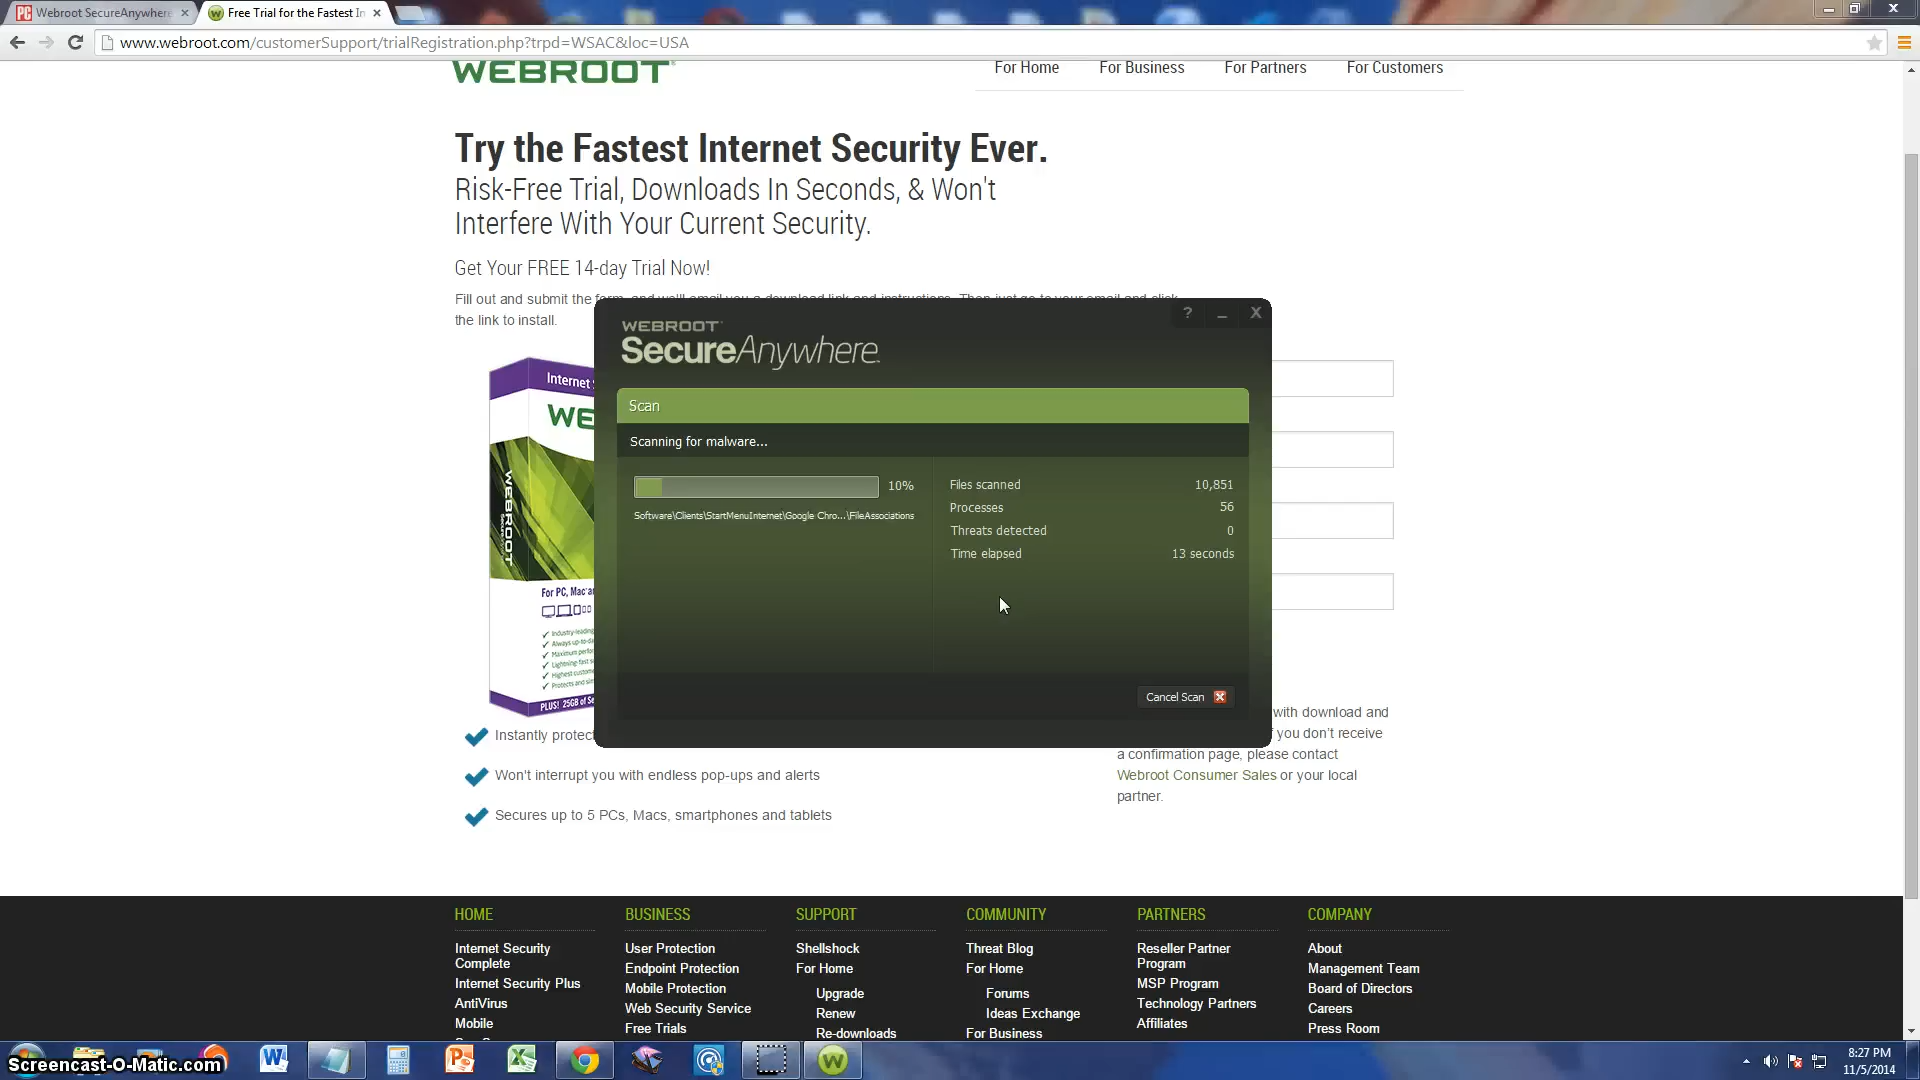 Webroot SecureAnywhere
Free Trial for the Fastest In
www.webroot.com/customerSupport/trialRegistration.php?trpd=WSAC&loc=USA
WEBROOT
For Home
For Business
For Partners
For Customers
Try the Fastest Internet Security Ever.
Risk-Free Trial, Downloads In Seconds, & Won't
Interfere With Your Current Security.
Get Your FREE 14-day Trial Now!
Fill out and submit the form, and we'll email you a download link and instructions. Then just go to your email and click
the link to install.
Internet S
WE
WEBROOT
For PC, Mac
PLUS! 25GB of Se
WEBROOT
SecureAnywhere
? _ X
Scan
Scanning for malware...
10%
Software\Clients\StartMenuInternet\Google Chro...\FileAssociations
Files scanned 10,851
Processes 56
Threats detected 0
Time elapsed 13 seconds
Cancel Scan
Instantly protec
Won't interrupt you with endless pop-ups and alerts
Secures up to 5 PCs, Macs, smartphones and tablets
with download and
you don't receive
a confirmation page, please contact
Webroot Consumer Sales or your local
partner.
HOME
Internet Security
Complete
Internet Security Plus
AntiVirus
Mobile
BUSINESS
User Protection
Endpoint Protection
Mobile Protection
Web Security Service
Free Trials
SUPPORT
Shellshock
For Home
Upgrade
Renew
Re-downloads
COMMUNITY
Threat Blog
For Home
Forums
Ideas Exchange
For Business
PARTNERS
Reseller Partner
Program
MSP Program
Technology Partners
Affiliates
COMPANY
About
Management Team
Board of Directors
Careers
Press Room
Screencast-O-Matic.com
8:27 PM
11/5/2014